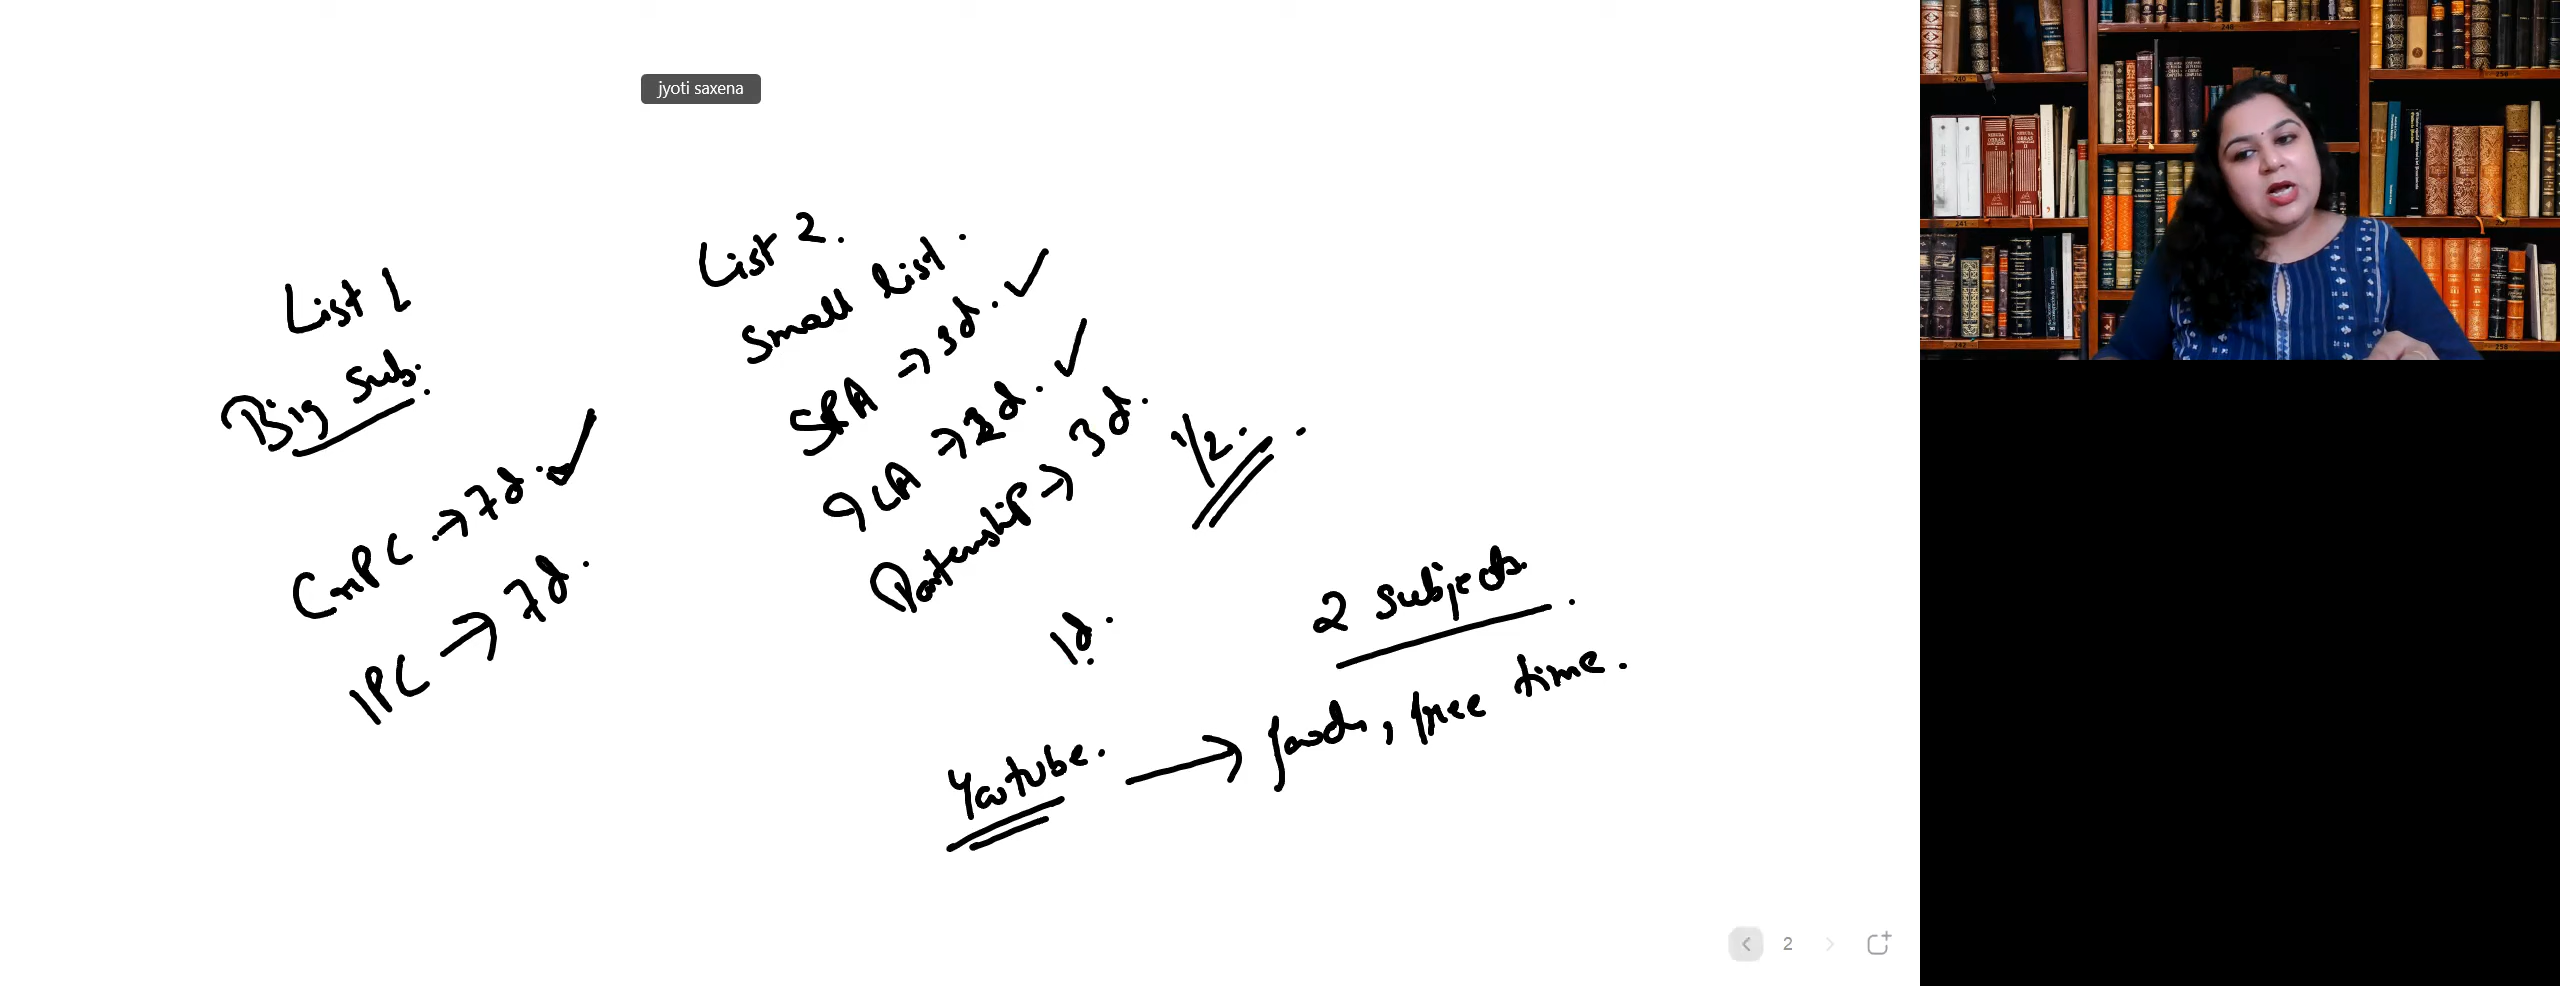 jyoti saxena
List 1
Big Sub.
CrPC → 7d. ✓
IPC → 7d.
List 2.
Small list.
SRA → 3d. ✓
→ 2d. ✓
Partnership → 3d.
1/2.
1d.
2 subjects.
Youtube. → food, free time.
2